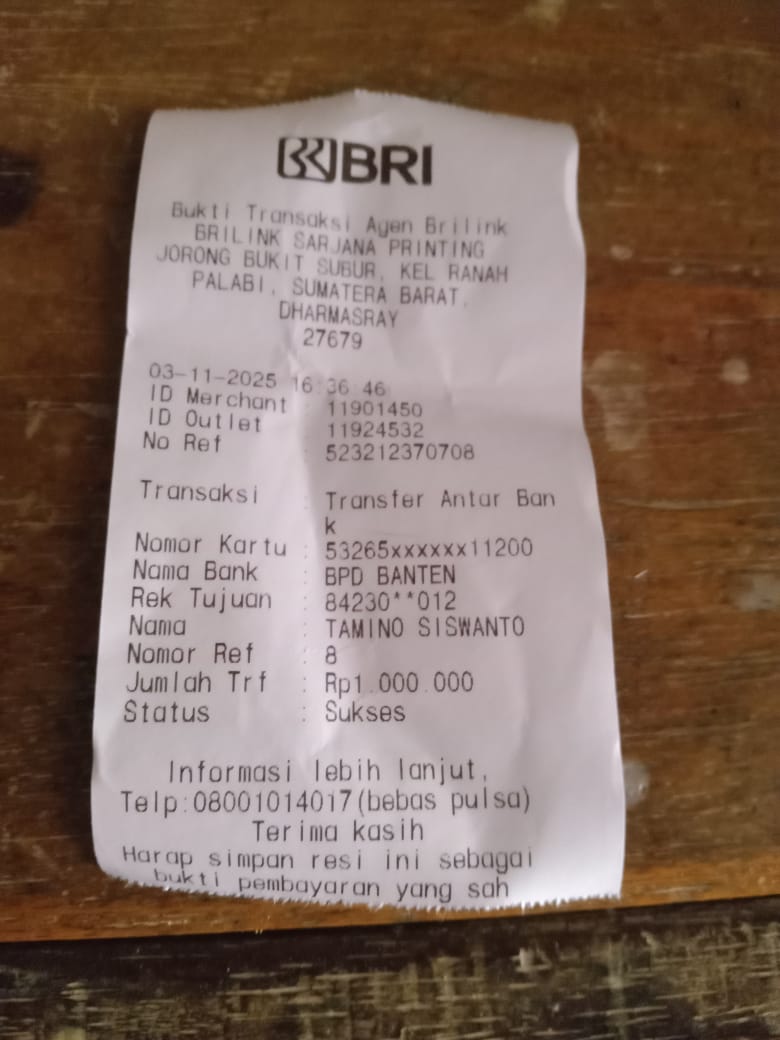 BRI
Bukti Transaksi Agen Brilink
BRILINK SARJANA PRINTING
JORONG BUKIT SUBUR, KEL RANAH
PALABI, SUMATERA BARAT,
DHARMASRAY
27679
03-11-2025 16:36:46
ID Merchant : 11901450
ID Outlet : 11924532
No Ref : 523212370708
Transaksi : Transfer Antar Ban
k
Nomor Kartu : 53265xxxxxx11200
Nama Bank : BPD BANTEN
Rek Tujuan : 84230**012
Nama : TAMINO SISWANTO
Nomor Ref : 8
Jumlah Trf : Rp1.000.000
Status : Sukses
Informasi lebih lanjut,
Telp:08001014017(bebas pulsa)
Terima kasih
Harap simpan resi ini sebagai
bukti pembayaran yang sah